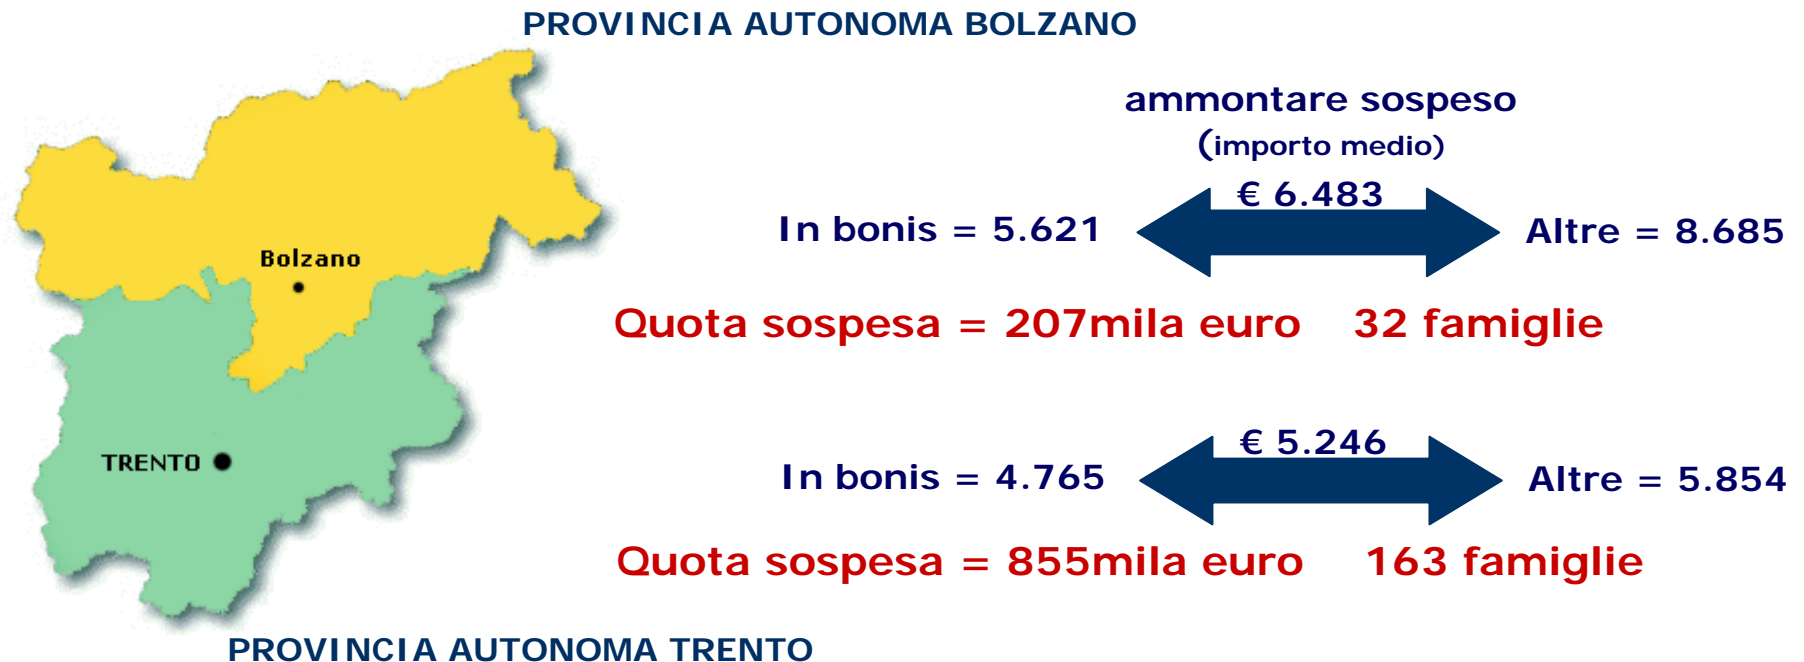 PROVINCIA AUTONOMA BOLZANO
ammontare sospeso
(importo medio)
€ 6.483
In bonis = 5.621
Altre = 8.685
Bolzano
Quota sospesa = 207mila euro 32 famiglie
€ 5.246
TRENTO
In bonis = 4.765
Altre = 5.854
Quota sospesa = 855mila euro 163 famiglie
PROVINCIA AUTONOMA TRENTO